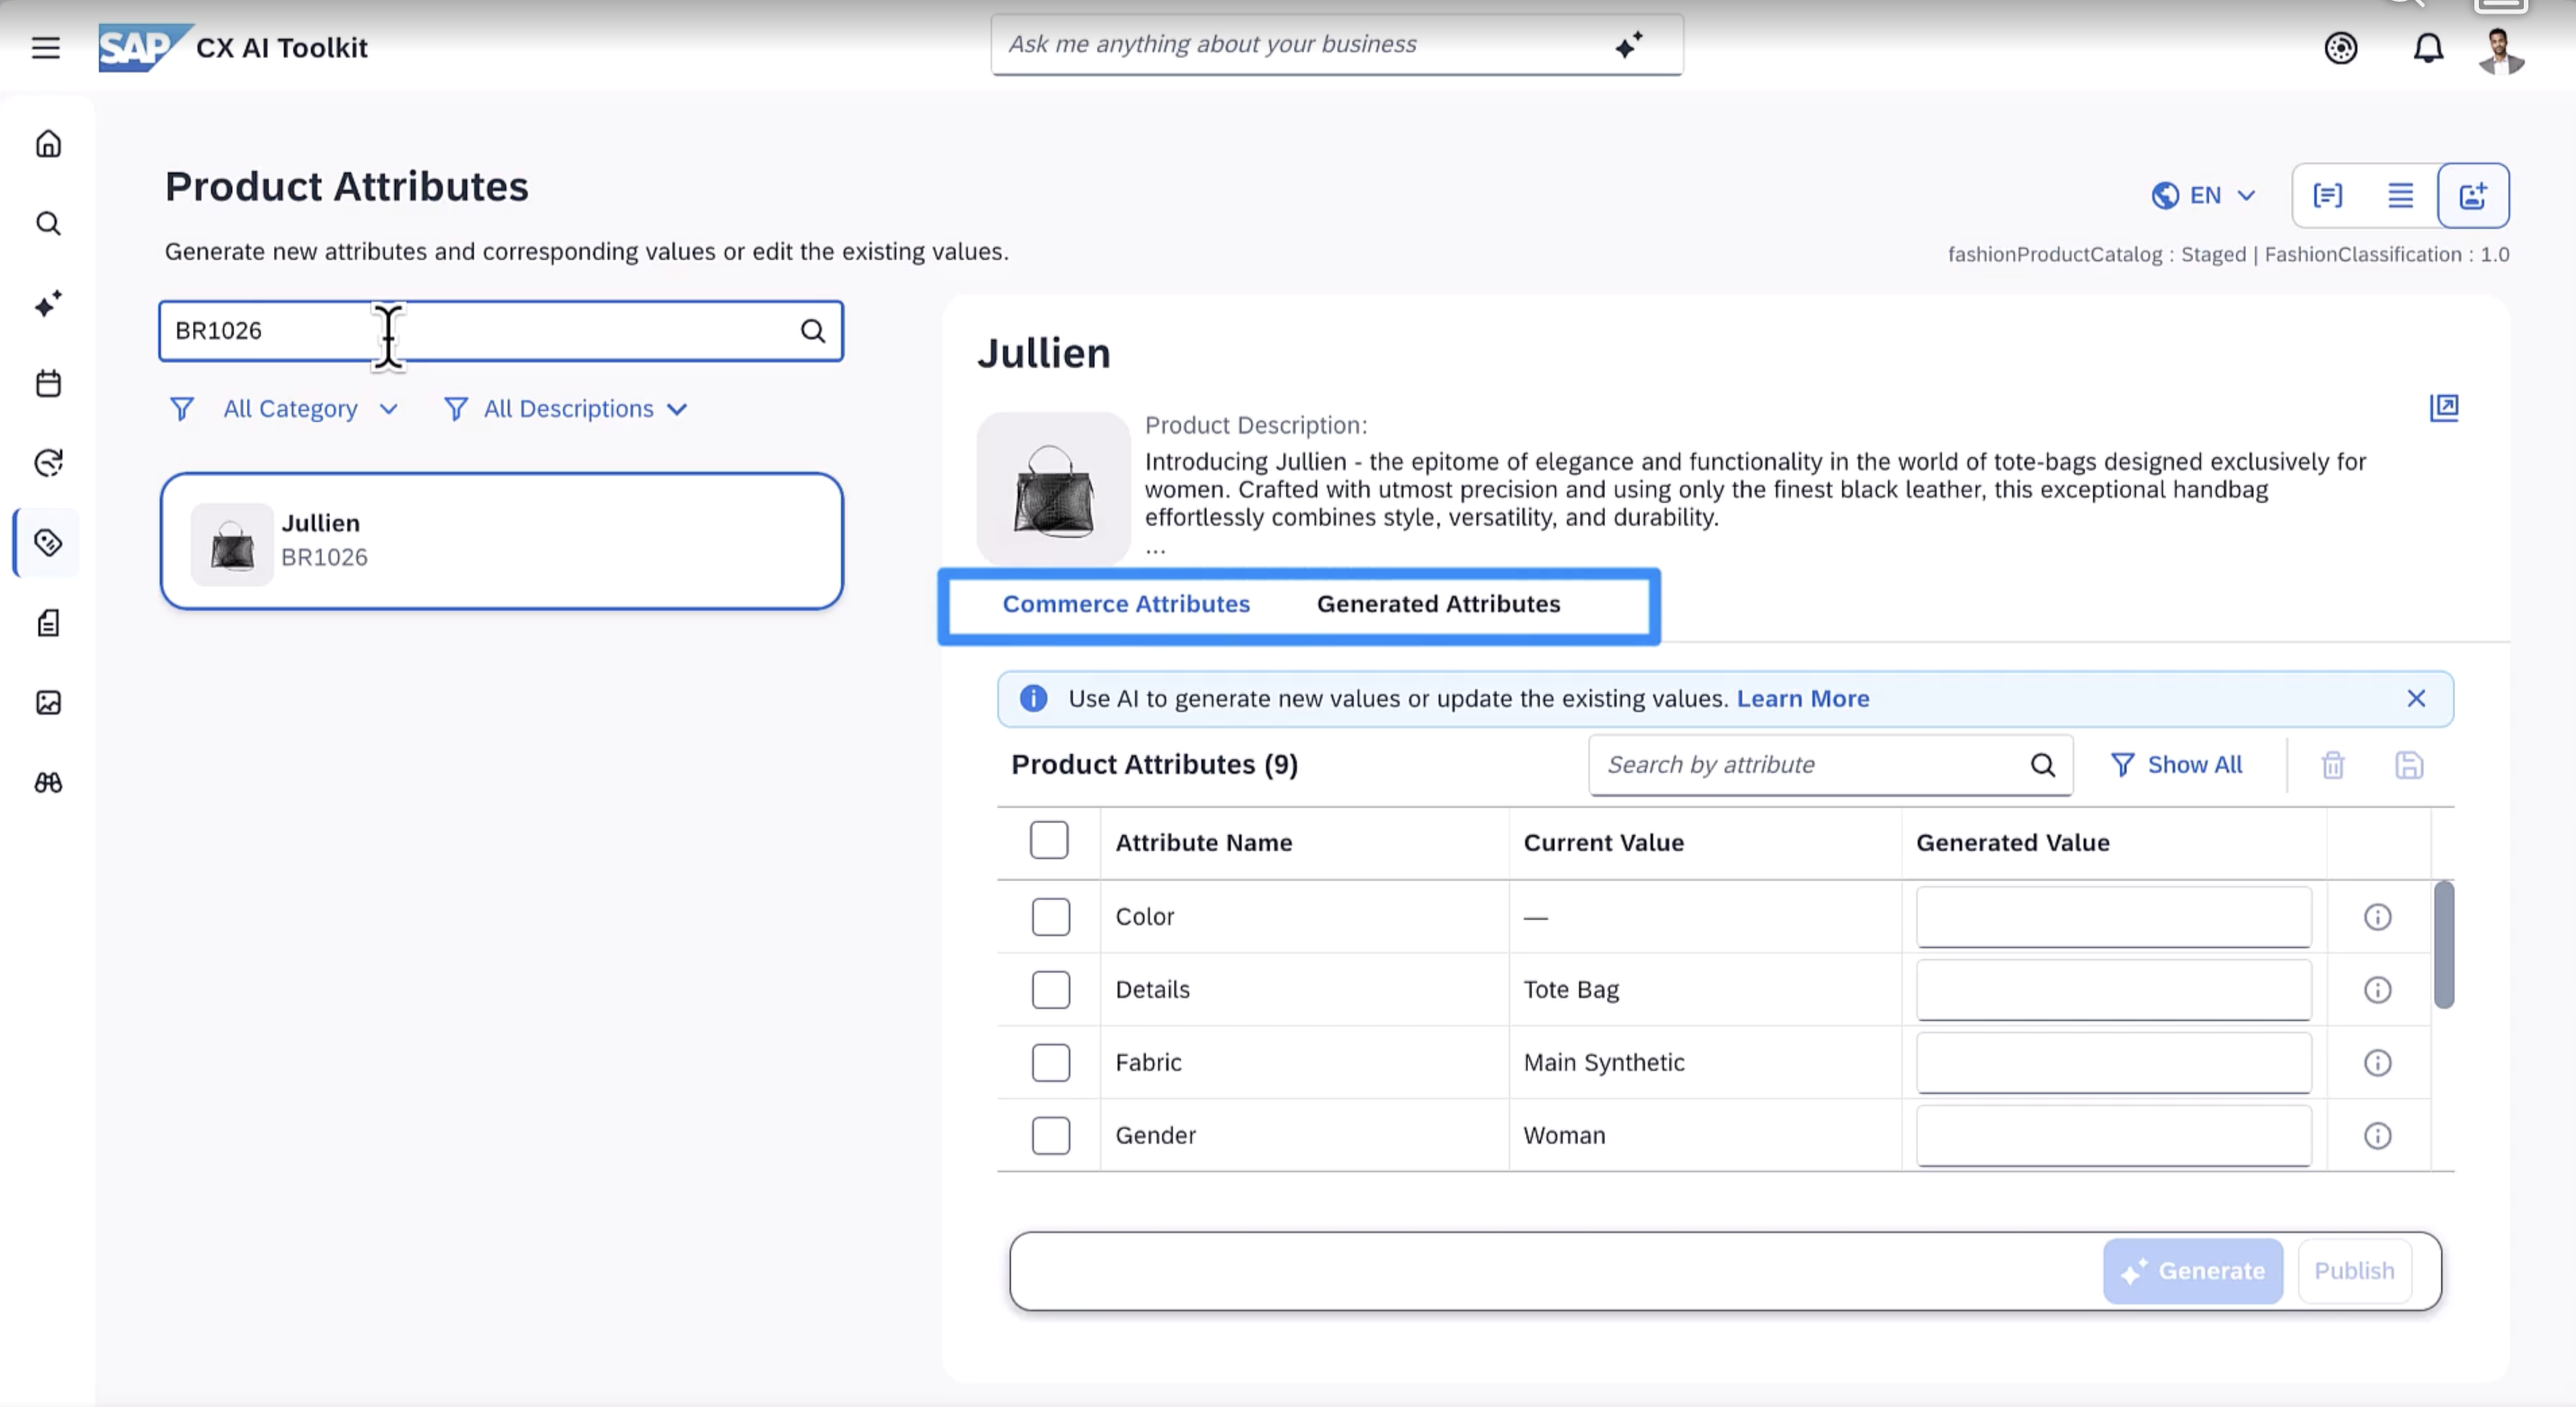 SAP CX AI Toolkit
Ask me anything about your business
Product Attributes
Generate new attributes and corresponding values or edit the existing values.
EN
fashionProductCatalog : Staged | FashionClassification : 1.0
BR1026
All Category
All Descriptions
Jullien
BR1026
Jullien
Product Description:
Introducing Jullien - the epitome of elegance and functionality in the world of tote-bags designed exclusively for
women. Crafted with utmost precision and using only the finest black leather, this exceptional handbag
effortlessly combines style, versatility, and durability.
...
Commerce Attributes Generated Attributes
Use AI to generate new values or update the existing values. Learn More
Product Attributes (9) Search by attribute Show All
Attribute Name Current Value Generated Value
Color —
Details Tote Bag
Fabric Main Synthetic
Gender Woman
Generate Publish